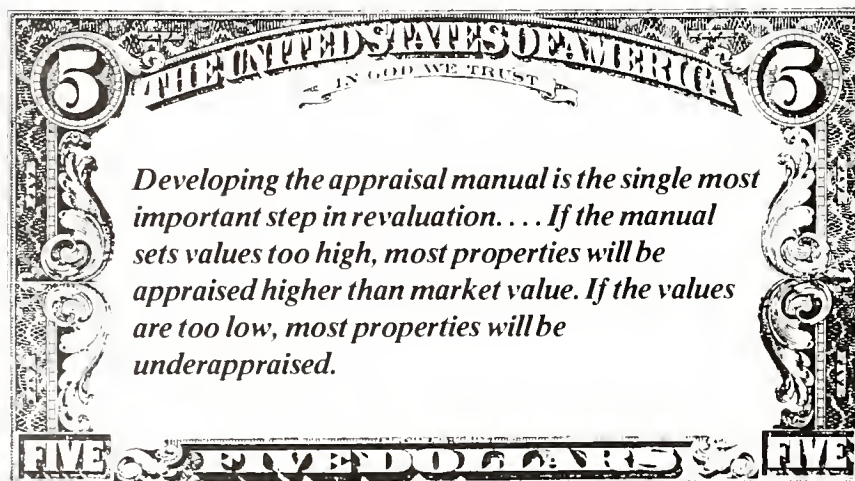 5 THE UNITED STATES OF AMERICA 5
IN GOD WE TRUST
Developing the appraisal manual is the single most
important step in revaluation. . . . If the manual
sets values too high, most properties will be
appraised higher than market value. If the values
are too low, most properties will be
underappraised.
FIVE FIVE DOLLARS FIVE